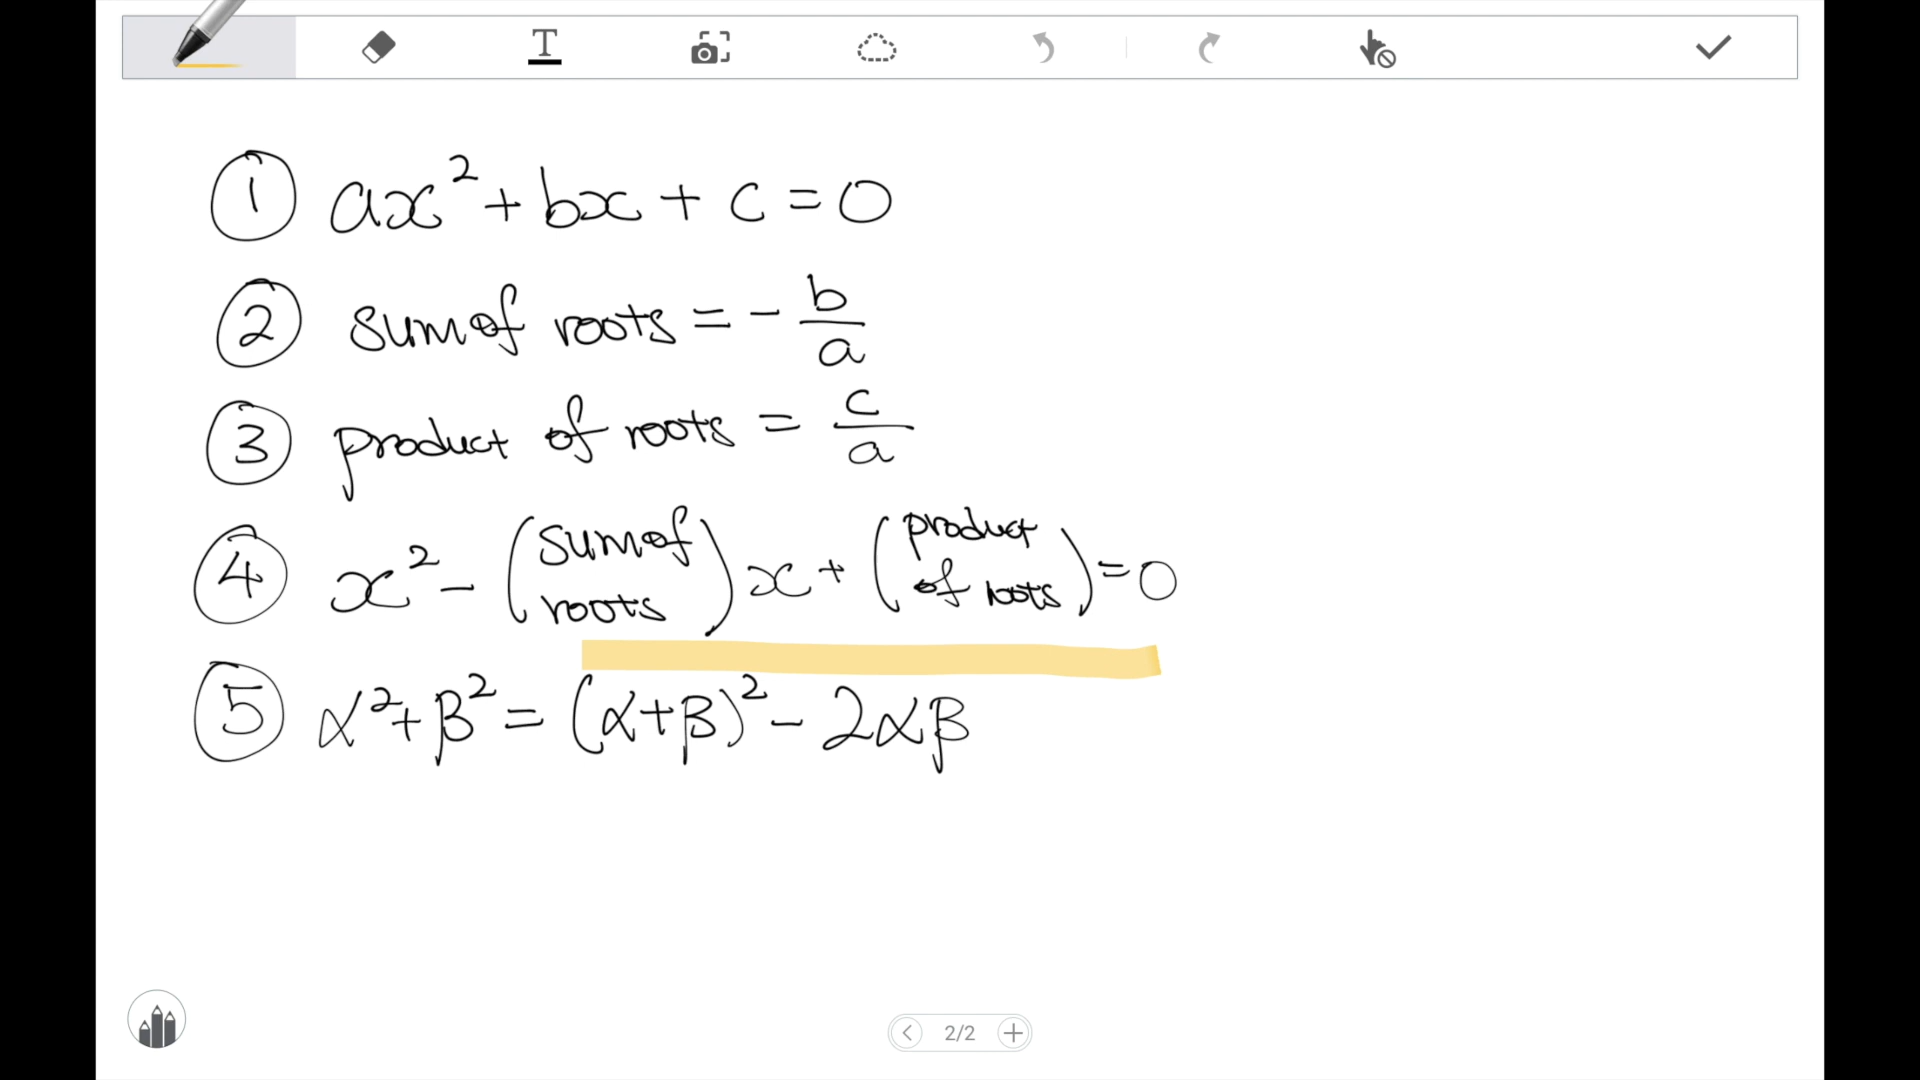 T
① ax² + bx + c = 0
② sum of roots = - b/a
③ product of roots = c/a
④ x² - (sum of roots) x + (product of roots) = 0
⑤ α² + β² = (α+β)² - 2αβ
2/2